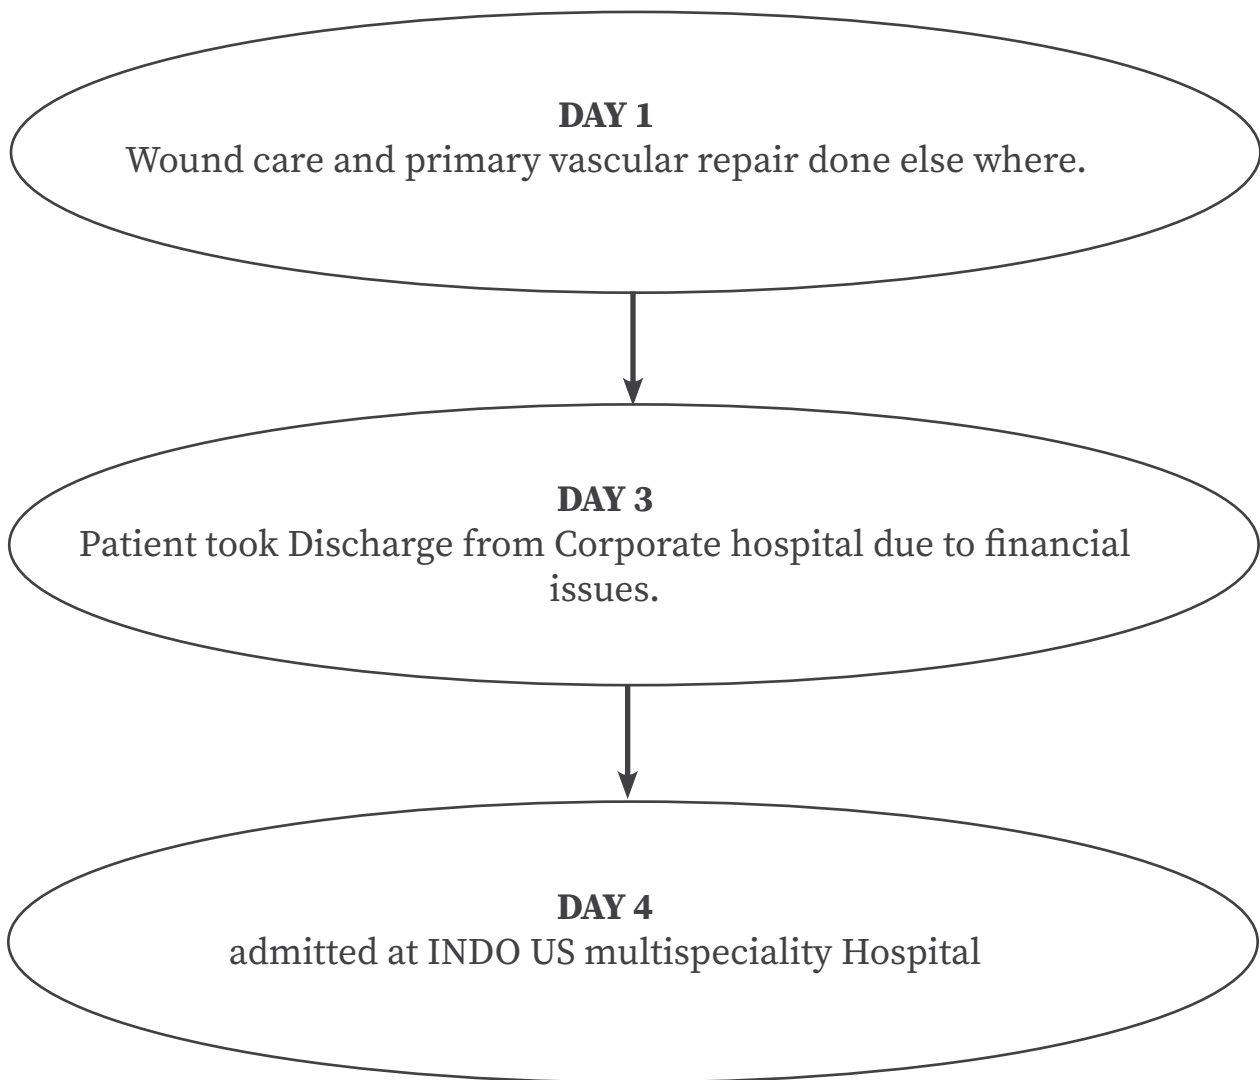 DAY 1
Wound care and primary vascular repair done else where.
DAY 3
Patient took Discharge from Corporate hospital due to financial
issues.
DAY 4
admitted at INDO US multispeciality Hospital